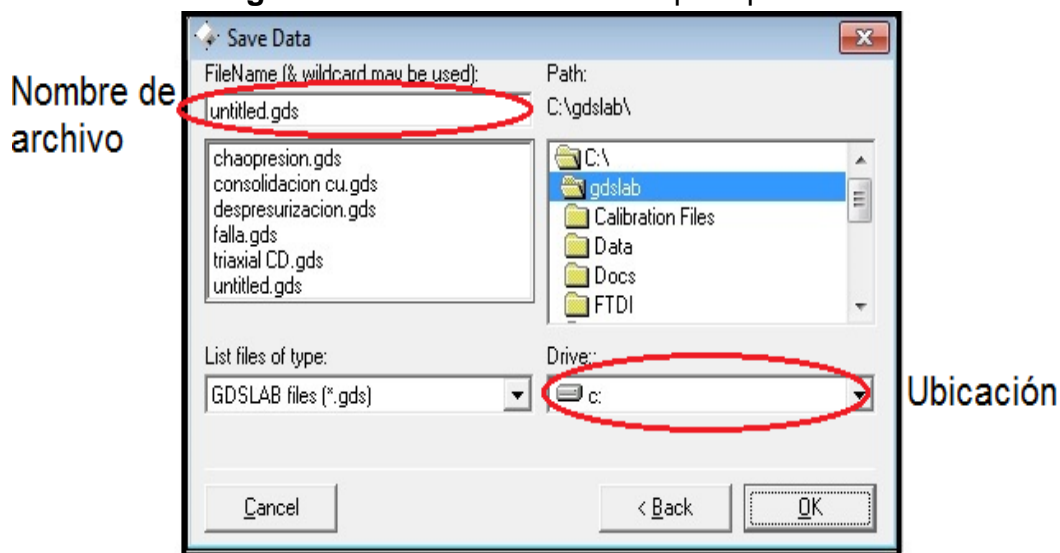 Save Data
Nombre de
archivo
FileName (& wildcard may be used):
untitled.gds
chaopresion.gds
consolidacion cu.gds
despresurizacion.gds
falla.gds
triaxial CD.gds
untitled.gds
List files of type:
GDSLAB files (*.gds)
Path:
C:\gdslab\
C:\
gdslab
Calibration Files
Data
Docs
FTDI
Drive::
c:
Ubicación
Cancel
< Back
OK